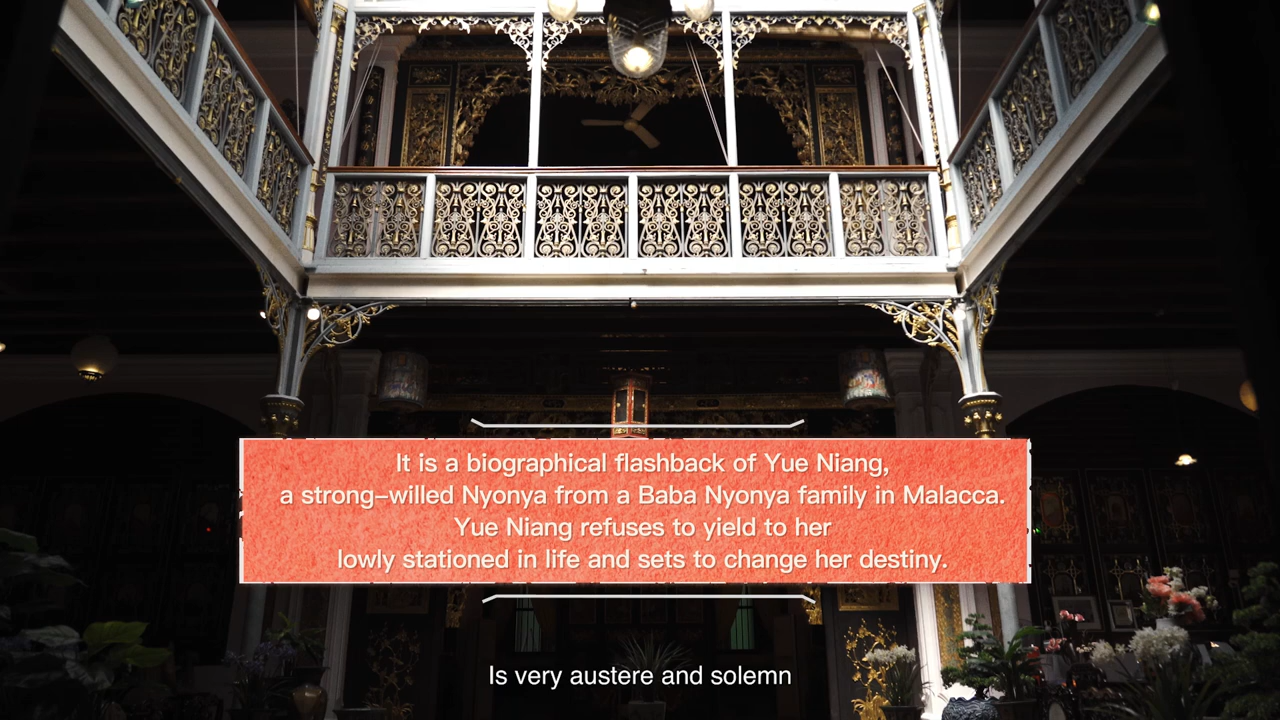 It is a biographical flashback of Yue Niang,
a strong-willed Nyonya from a Baba Nyonya family in Malacca.
Yue Niang refuses to yield to her
lowly stationed in life and sets to change her destiny.
Is very austere and solemn